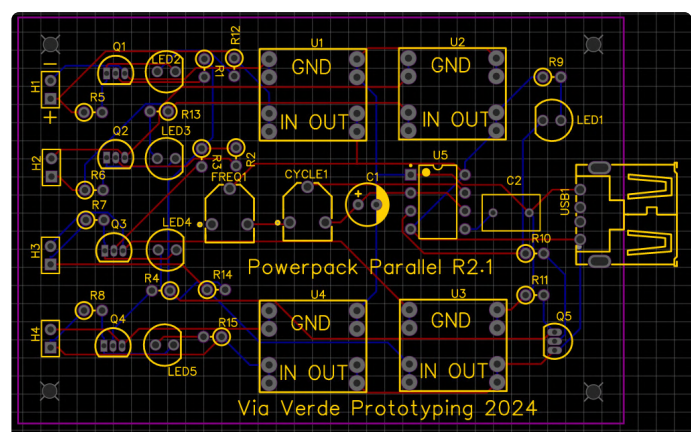 R12
Q1
LED2
U1
U2
GND
GND
R1
R9
H1
R5
R13
LED1
IN OUT
IN OUT
Q2
LED3
H2
R3
R2
U5
R6
FREQ1
CYCLE1
C1
C2
USB1
R7
Q3
LED4
H3
R10
Powerpack Parallel R2.1
R4
R14
U4
U3
R11
R8
Q4
R15
GND
GND
Q5
H4
LED5
IN OUT
IN OUT
Via Verde Prototyping 2024